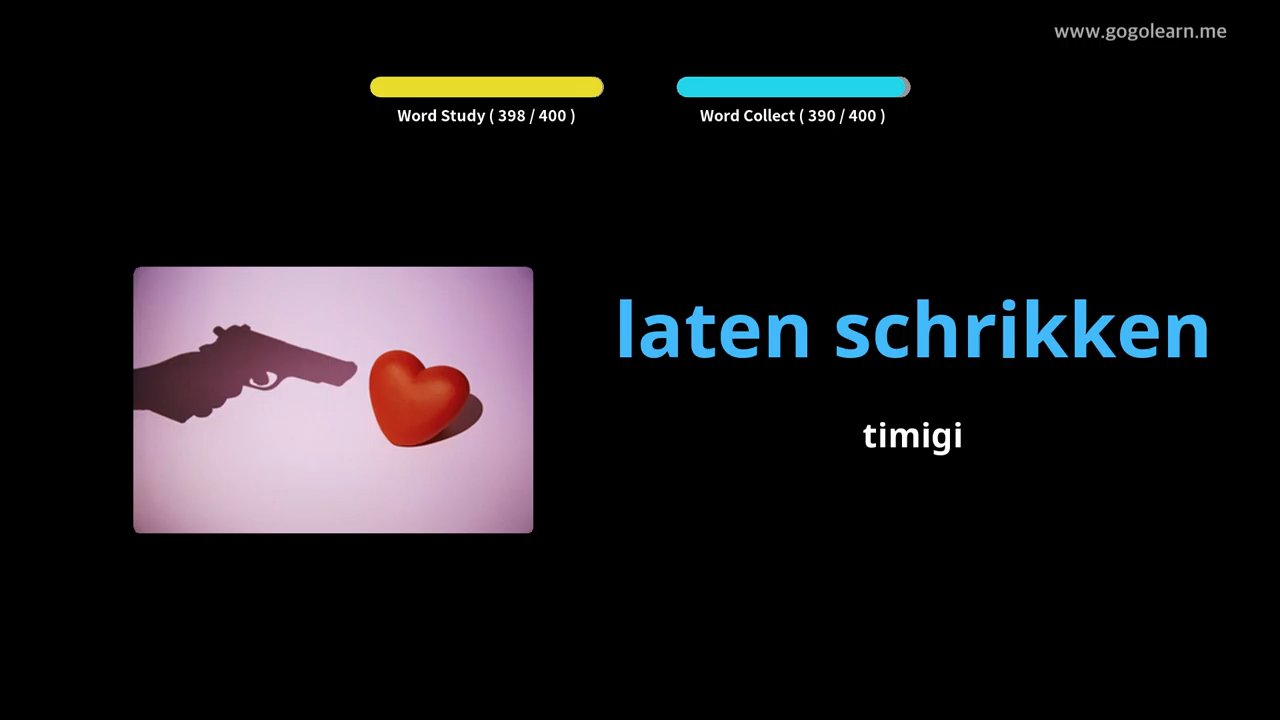 www.gogolearn.me
Word Study ( 398 / 400 )
Word Collect ( 390 / 400 )
laten schrikken
timigi